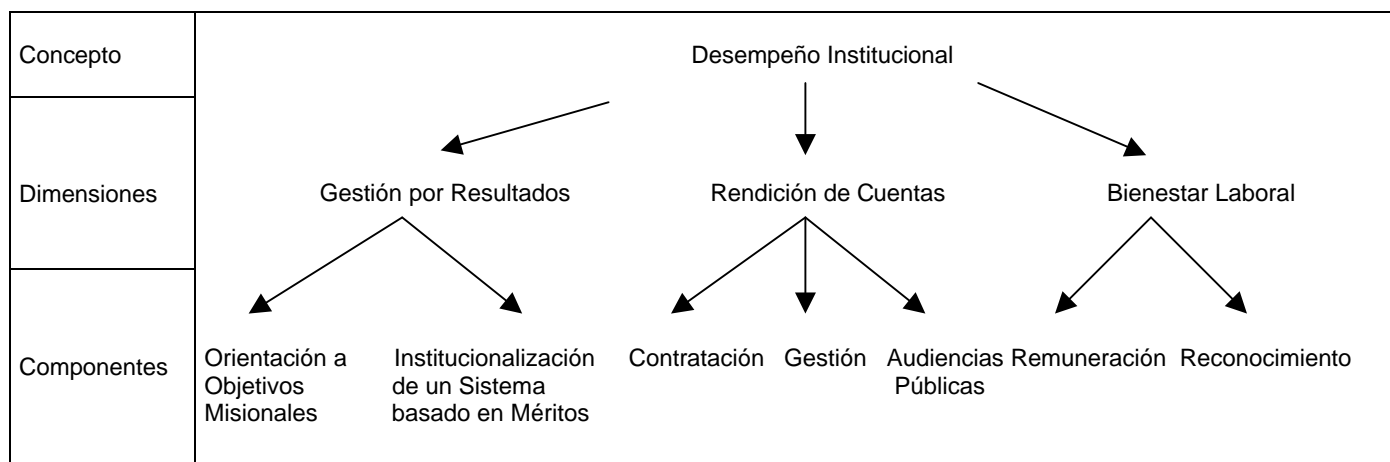 Concepto
Desempeño Institucional
Dimensiones
Gestión por Resultados
Rendición de Cuentas
Bienestar Laboral
Componentes
Orientación a
Objetivos
Misionales
Institucionalización
de un Sistema
basado en Méritos
Contratación
Gestión
Audiencias
Públicas
Remuneración
Reconocimiento